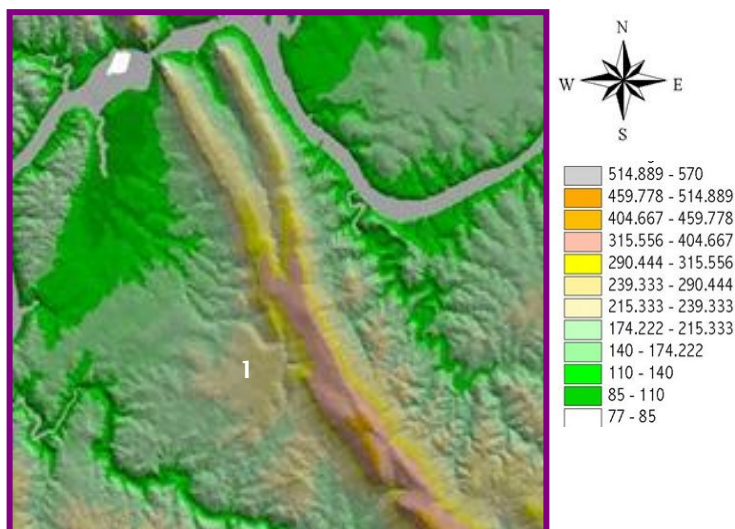 N
W E
S
1
514.889 - 570
459.778 - 514.889
404.667 - 459.778
315.556 - 404.667
290.444 - 315.556
239.333 - 290.444
215.333 - 239.333
174.222 - 215.333
140 - 174.222
110 - 140
85 - 110
77 - 85